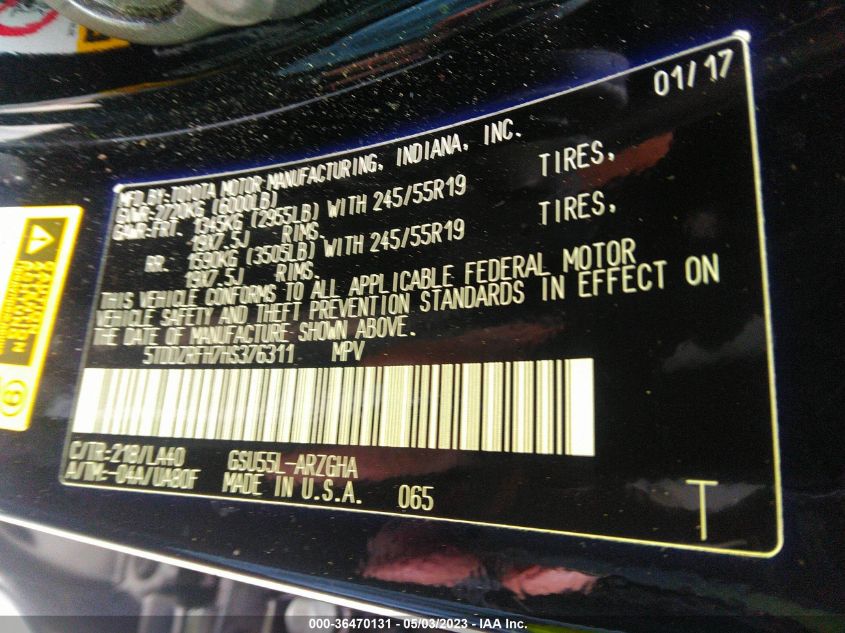 01/17
MFD.BY:TOYOTA MOTOR MANUFACTURING, INDIANA, INC.
GVWR:2720KG (6000LB)
GAWR:FRT. 1345KG (2955LB) WITH 245/55R19 TIRES,
19X7.5J RIMS.
RR. 1590KG (3505LB) WITH 245/55R19 TIRES,
19X7.5J RIMS.
THIS VEHICLE CONFORMS TO ALL APPLICABLE FEDERAL MOTOR
VEHICLE SAFETY AND THEFT PREVENTION STANDARDS IN EFFECT ON
THE DATE OF MANUFACTURE SHOWN ABOVE.
5TDDZRFH7HS376311 MPV
C/TR:218/LA40 GSU55L-ARZGHA
A/TM:-04A/UA80F MADE IN U.S.A. 065
T
000-36470131 - 05/03/2023 - IAA Inc.